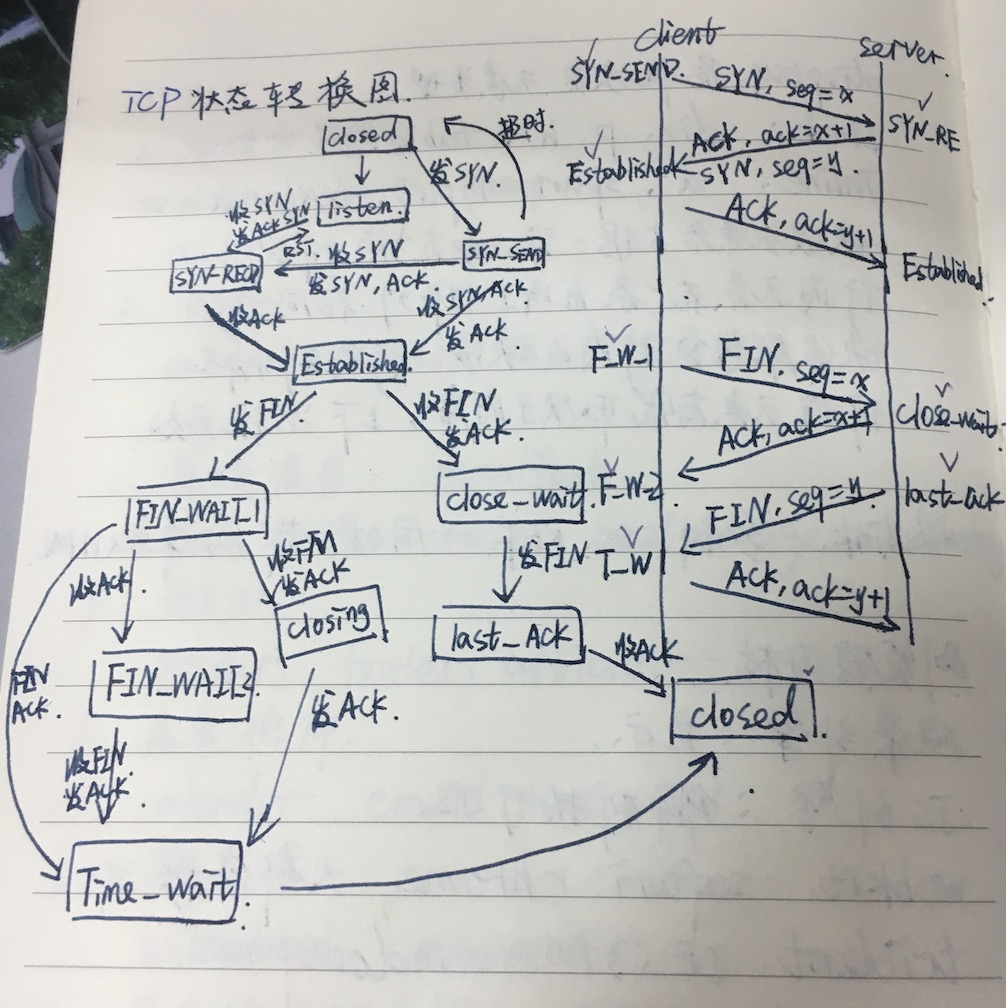 TCP状态转换图.
closed
超时.
发SYN.
listen.
收SYN
发ACK SYN
RST.
SYN_SEND
收SYN
发SYN, ACK.
SYN-RECD
收SYN, ACK
发ACK.
收ACK
Established.
发FIN
收FIN
发ACK.
FIN_WAIT_1
close_wait.
收ACK
收FIN
发ACK
发FIN
closing
last_Ack
收ACK
FIN
ACK.
FIN_WAIT_2
发ACK.
closed
收FIN.
发ACK.
Time_wait
client
server.
SYN_SEND.
SYN, seq=x
SYN_RE
ACK, ack=x+1
Established
SYN, seq=y.
ACK, ack=y+1
Established.
F_W_1
FIN, seq=x
close_wait.
ACK, ack=x+1
F_W_2
last_ack
FIN, seq=y
T_W
ACK, ack=y+1